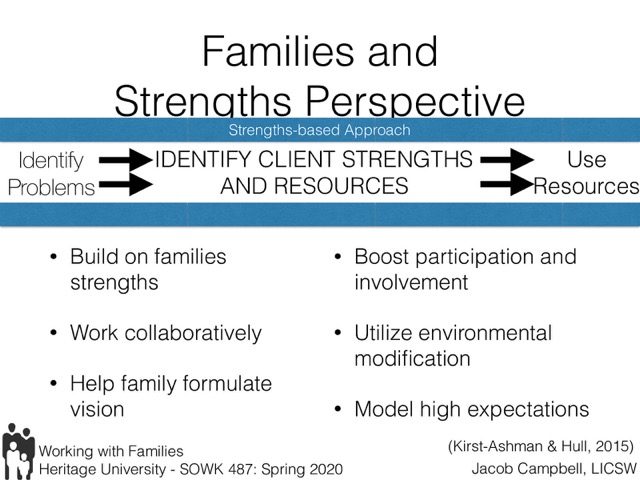 Families and
Strengths Perspective
Strengths-based Approach
Identify
Problems
IDENTIFY CLIENT STRENGTHS
AND RESOURCES
Use
Resources
• Build on families
strengths
• Work collaboratively
• Help family formulate
vision
• Boost participation and
involvement
• Utilize environmental
modification
• Model high expectations
Working with Families
Heritage University - SOWK 487: Spring 2020
(Kirst-Ashman & Hull, 2015)
Jacob Campbell, LICSW